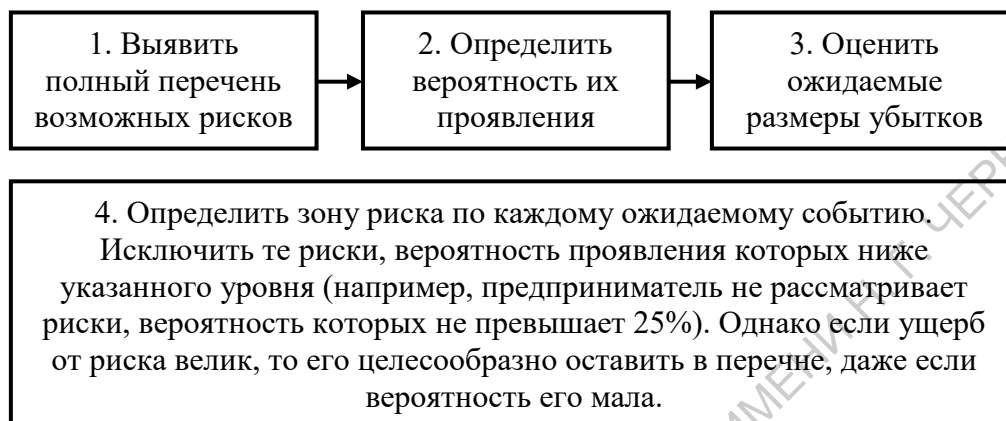 1. Выявить
полный перечень
возможных рисков
2. Определить
вероятность их
проявления
3. Оценить
ожидаемые
размеры убытков
4. Определить зону риска по каждому ожидаемому событию.
Исключить те риски, вероятность проявления которых ниже
указанного уровня (например, предприниматель не рассматривает
риски, вероятность которых не превышает 25%). Однако если ущерб
от риска велик, то его целесообразно оставить в перечне, даже если
вероятность его мала.
ИМЕНИ Н. Г. ЧЕРН